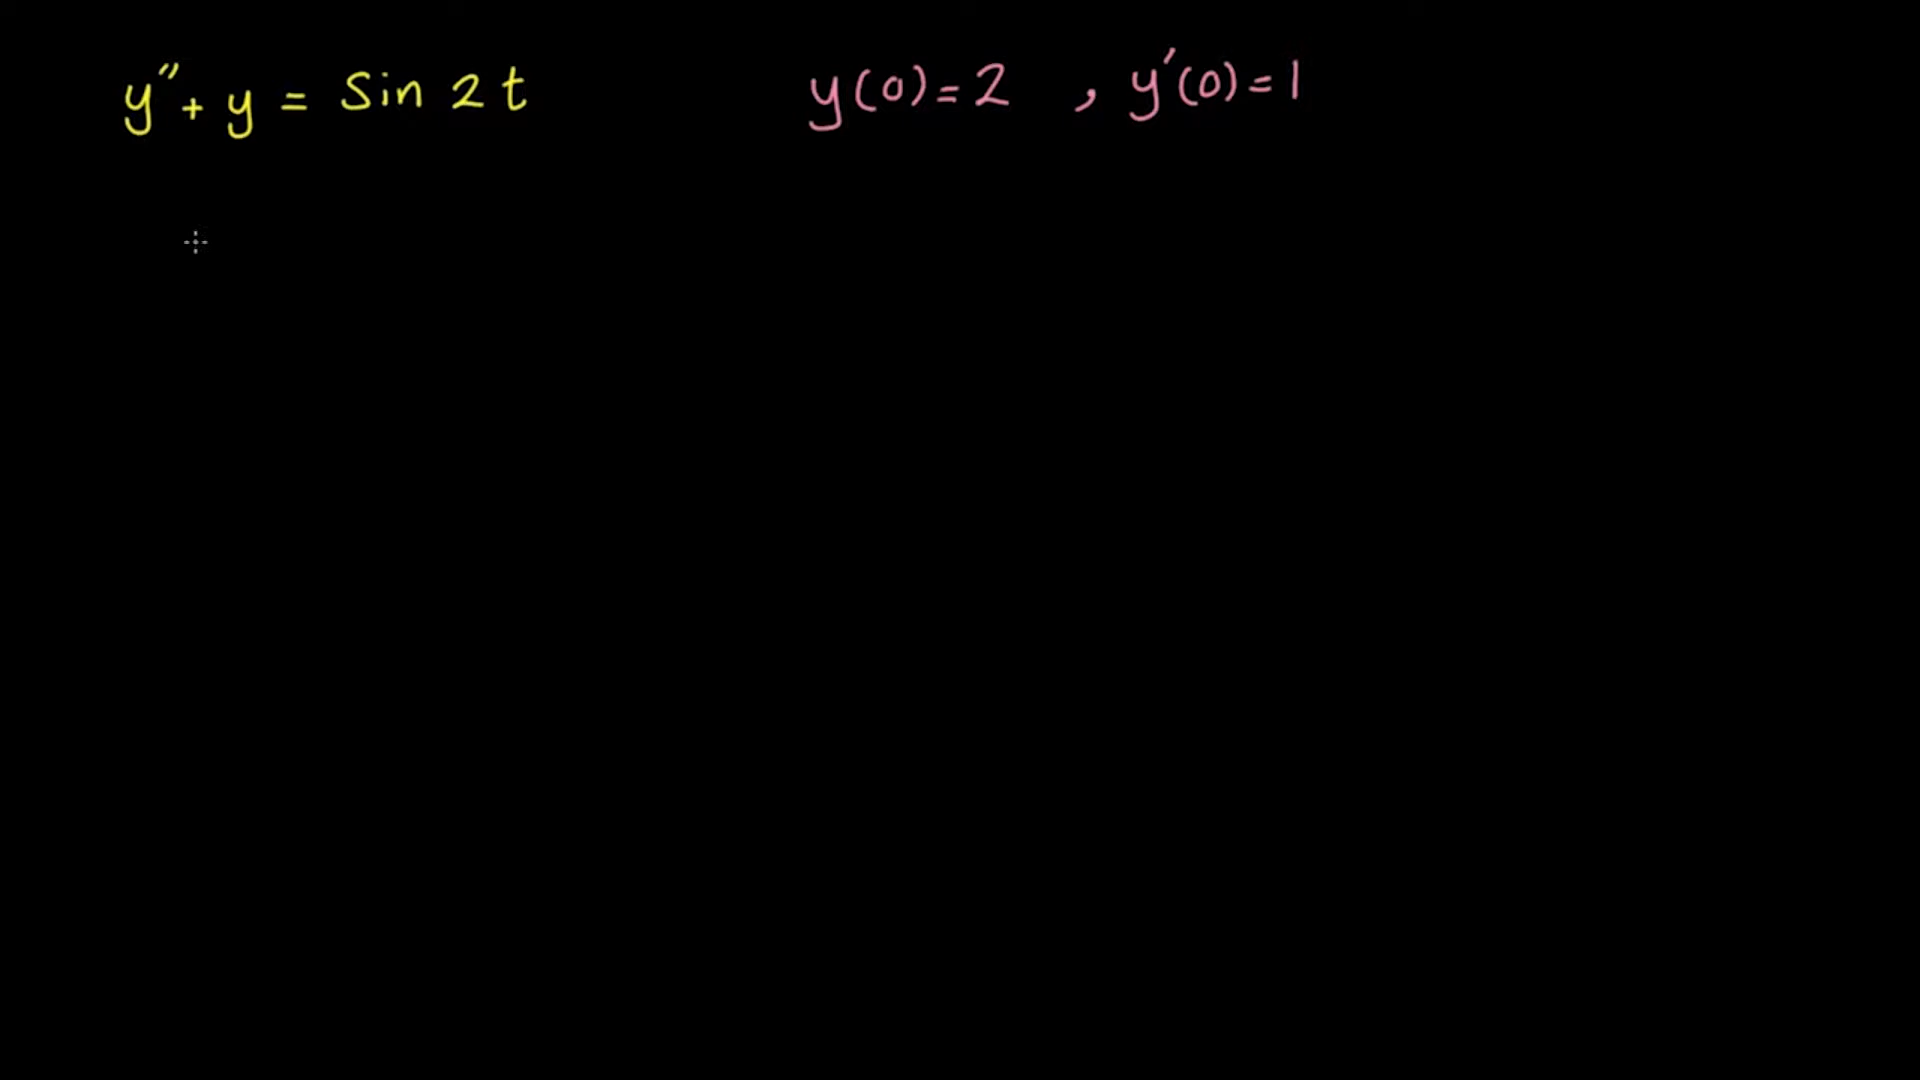 y'' + y = Sin 2t y(0) = 2 , y'(0) = 1